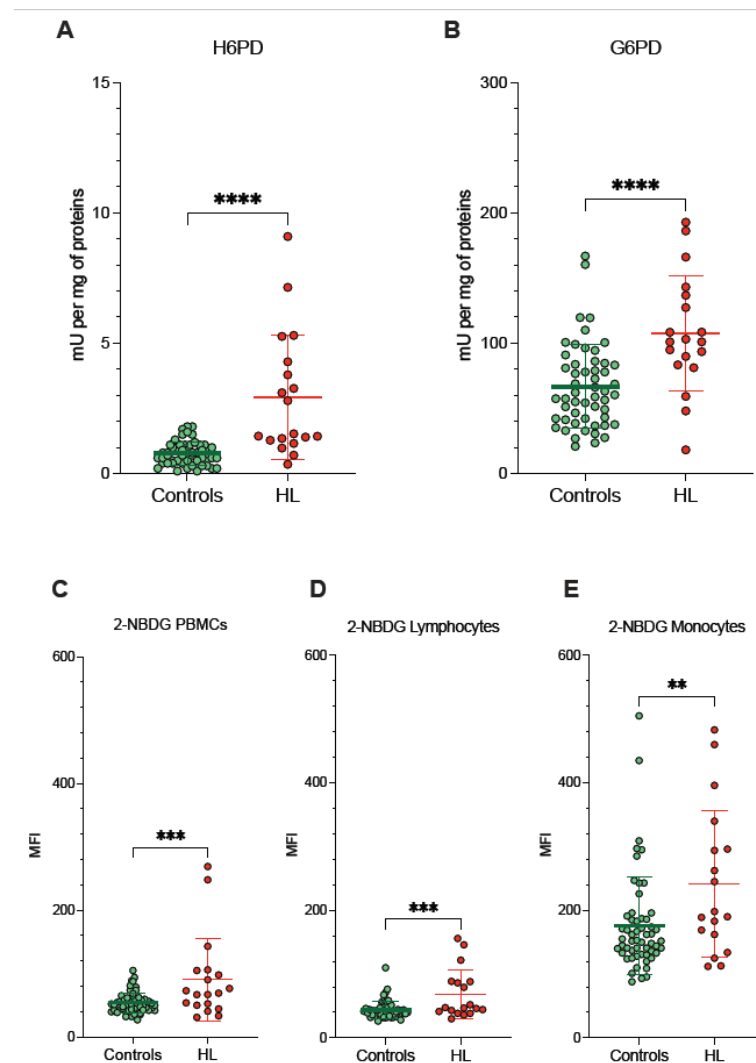 A
H6PD
mU per mg of proteins
15
10
5
0
****
Controls
HL
B
G6PD
mU per mg of proteins
300
200
100
0
****
Controls
HL
C
2-NBDG PBMCs
MFI
600
400
200
0
***
Controls
HL
D
2-NBDG Lymphocytes
MFI
600
400
200
0
***
Controls
HL
E
2-NBDG Monocytes
MFI
600
400
200
0
**
Controls
HL